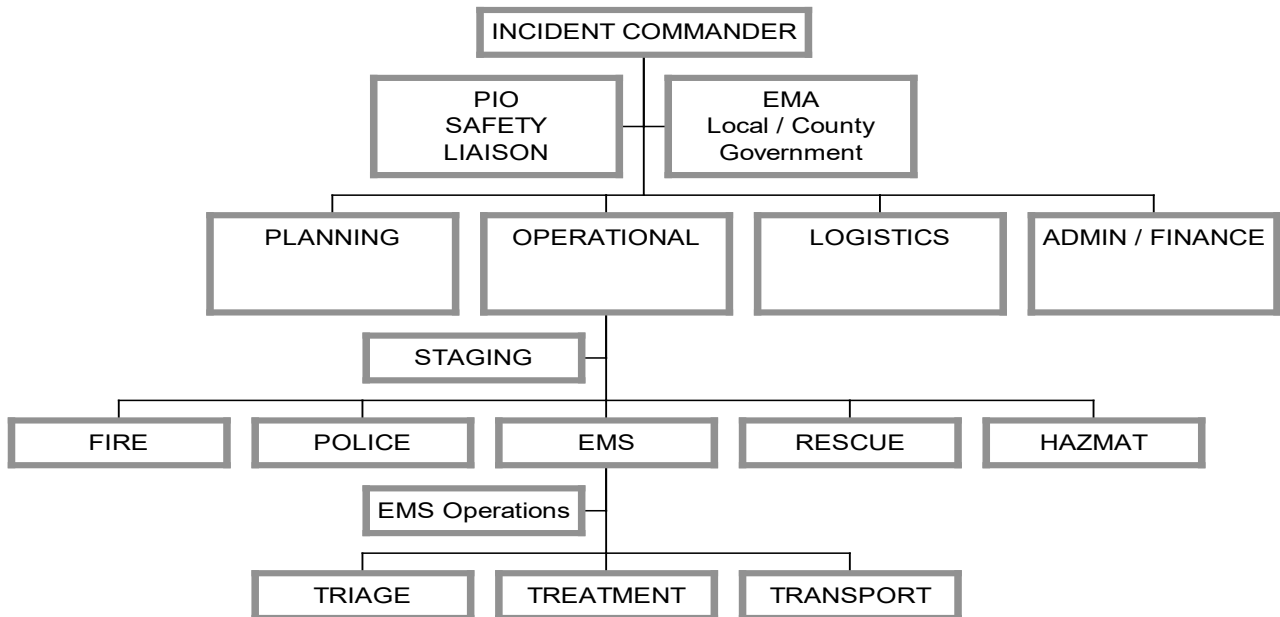 INCIDENT COMMANDER
PIO
SAFETY
LIAISON
EMA
Local / County
Government
PLANNING
OPERATIONAL
LOGISTICS
ADMIN / FINANCE
STAGING
FIRE
POLICE
EMS
RESCUE
HAZMAT
EMS Operations
TRIAGE
TREATMENT
TRANSPORT